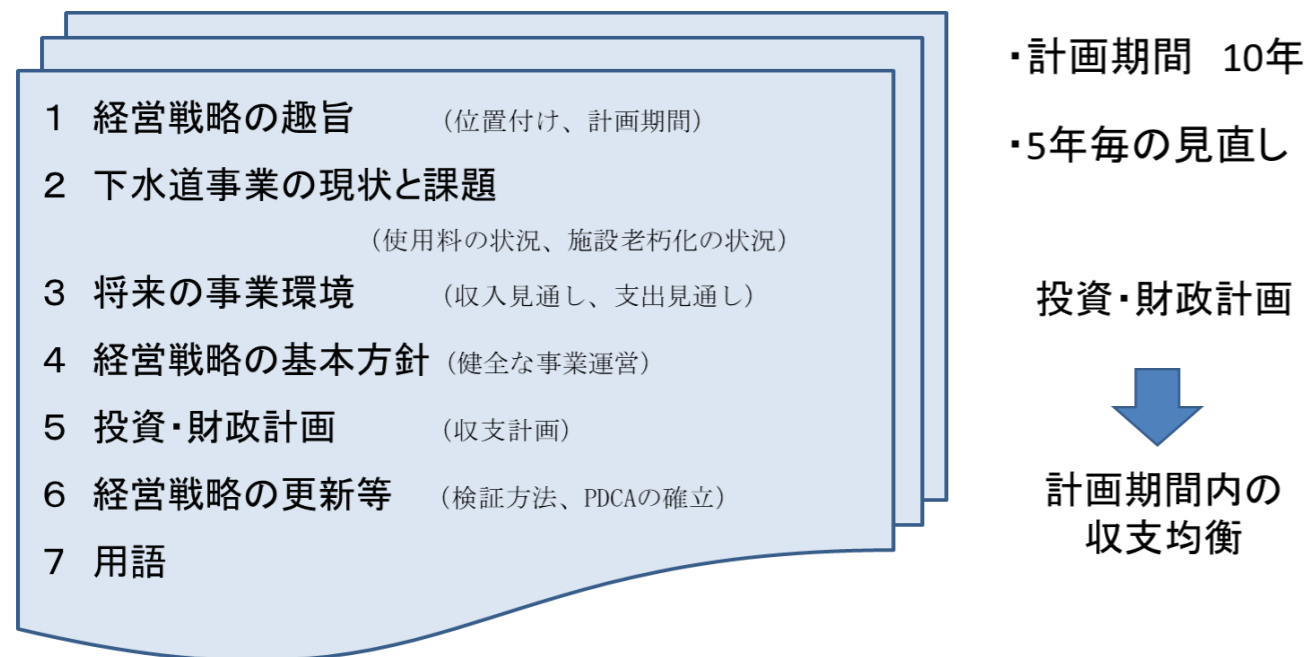 1 経営戦略の趣旨 (位置付け、計画期間)
2 下水道事業の現状と課題
(使用料の状況、施設老朽化の状況)
3 将来の事業環境 (収入見通し、支出見通し)
4 経営戦略の基本方針 (健全な事業運営)
5 投資・財政計画 (収支計画)
6 経営戦略の更新等 (検証方法、PDCAの確立)
7 用語
・計画期間 10年
・5年毎の見直し
投資・財政計画
計画期間内の
収支均衡